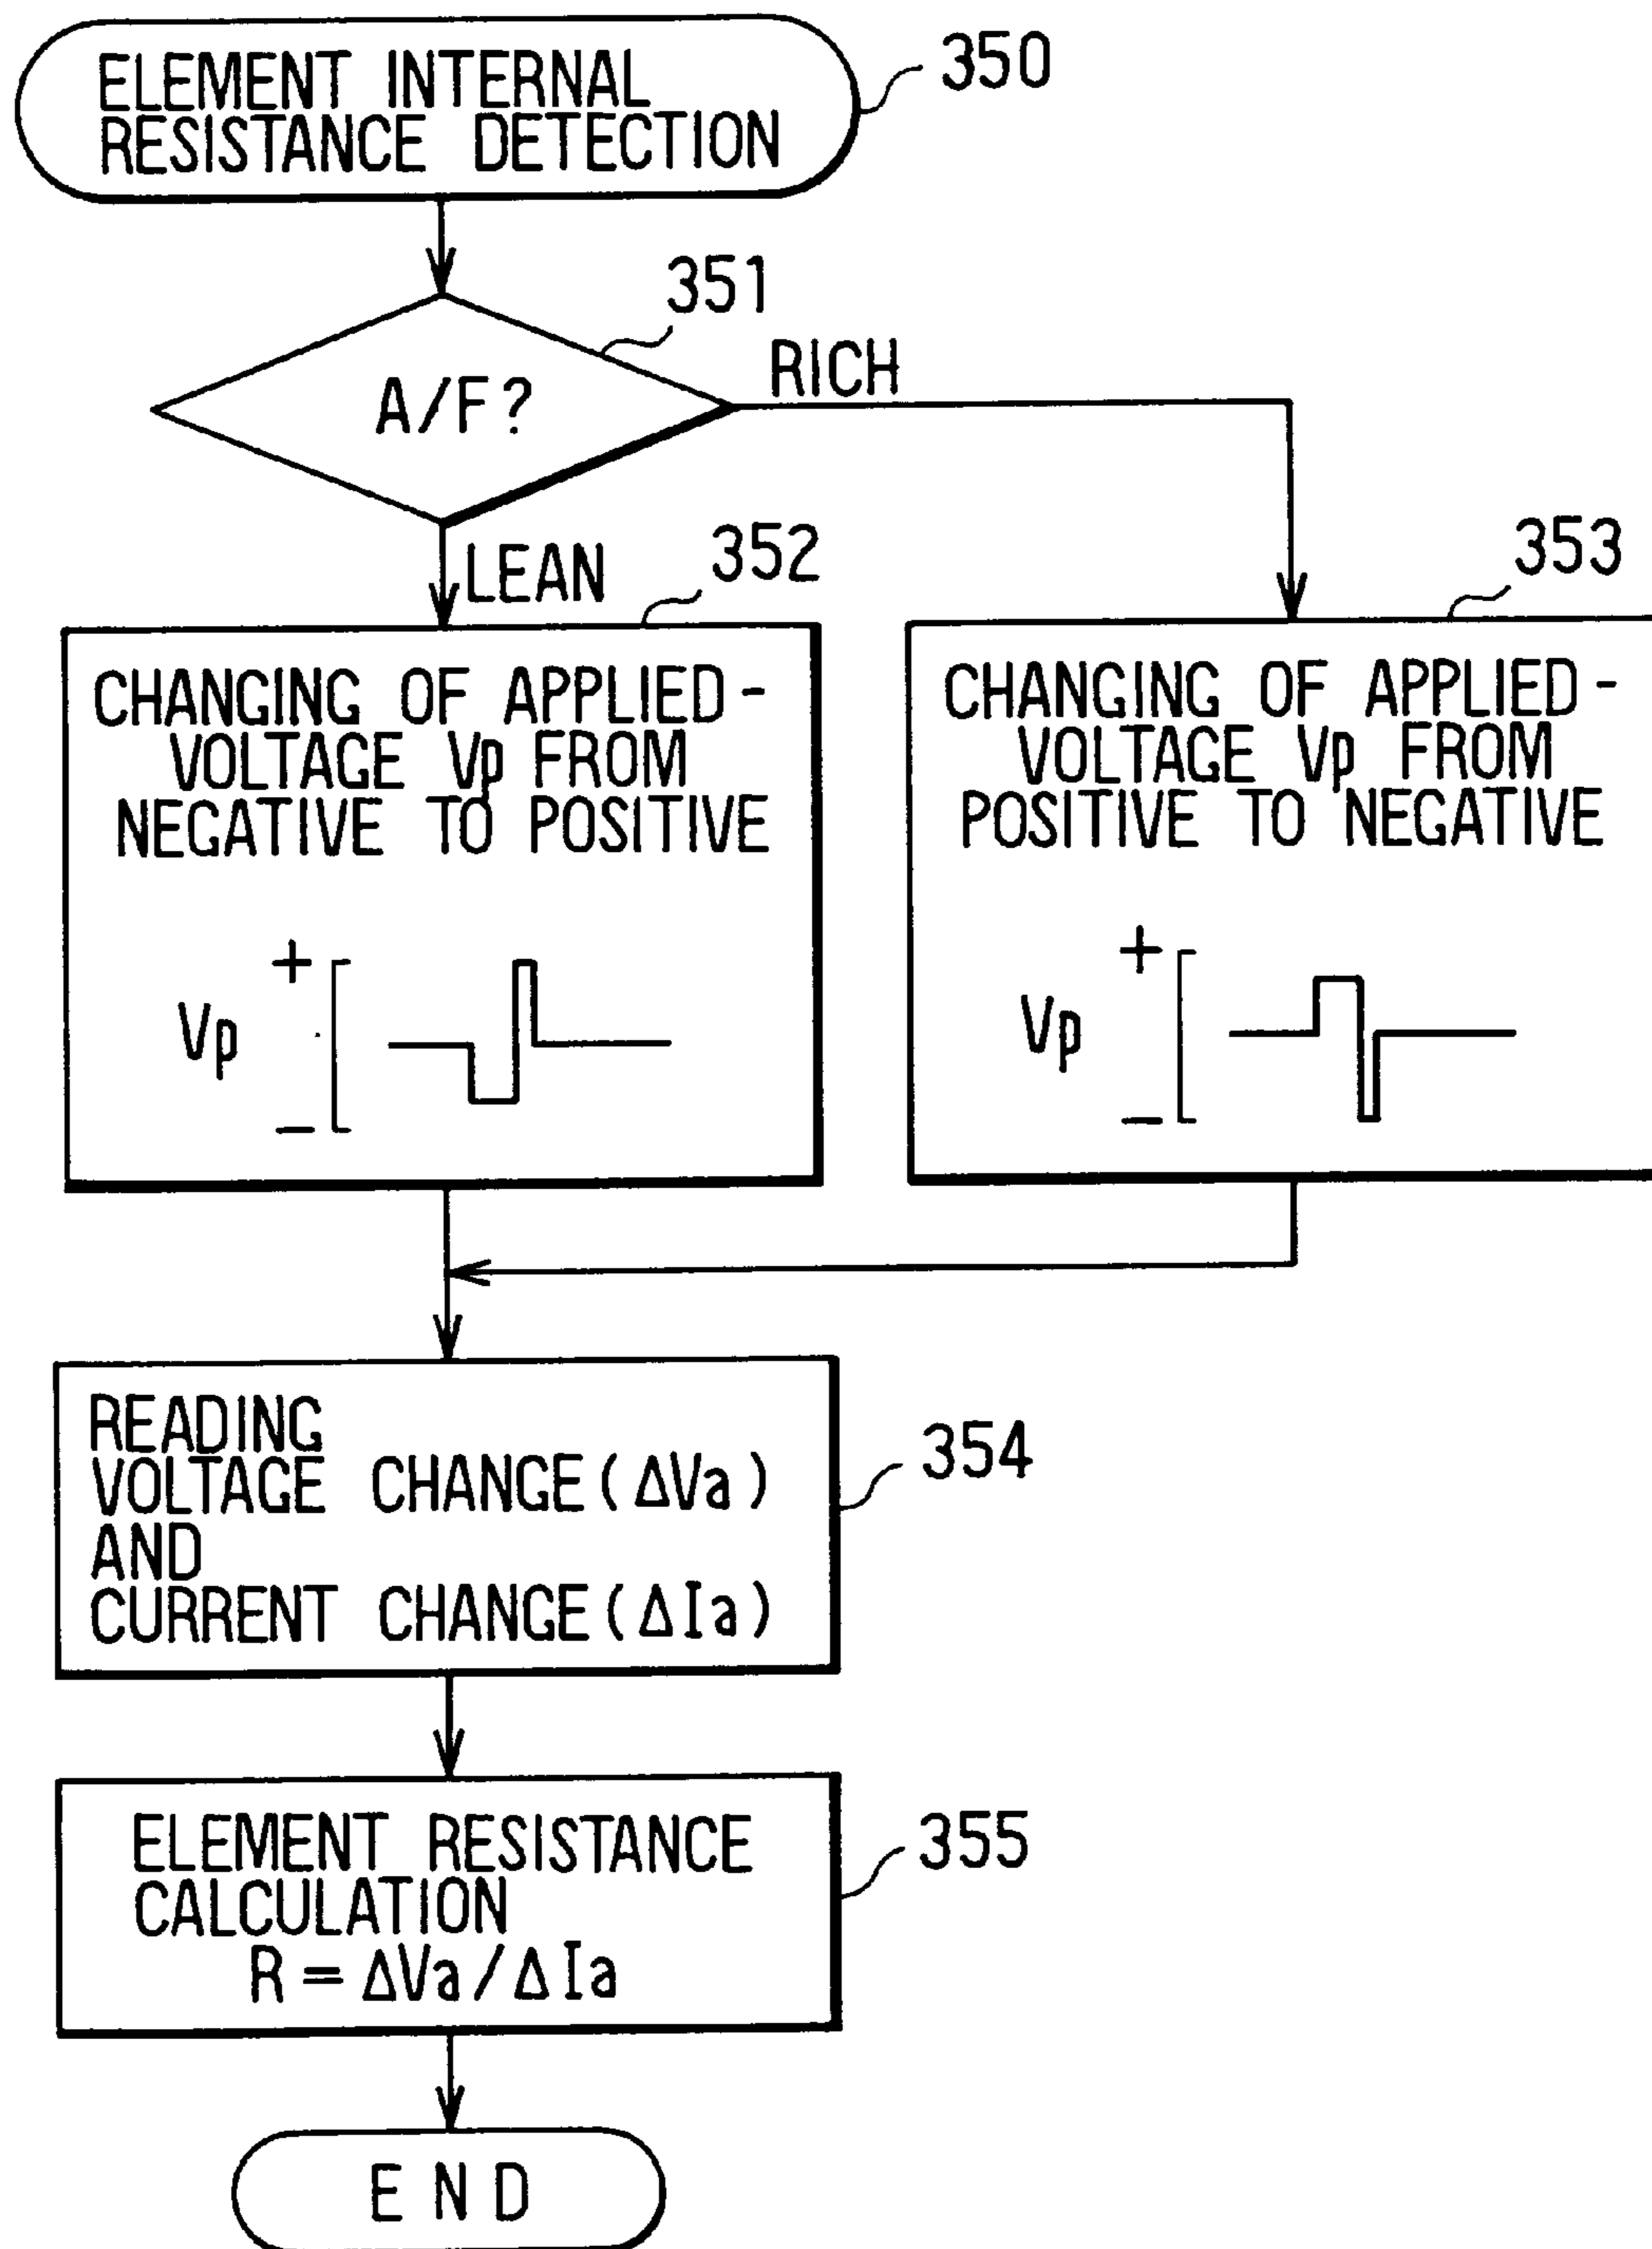 ELEMENT INTERNAL
RESISTANCE DETECTION
350
351
A/F?
RICH
LEAN
352
353
CHANGING OF APPLIED-
VOLTAGE Vp FROM
NEGATIVE TO POSITIVE
+
Vp
−
CHANGING OF APPLIED-
VOLTAGE Vp FROM
POSITIVE TO NEGATIVE
+
Vp
−
READING
VOLTAGE CHANGE(ΔVa)
AND
CURRENT CHANGE(ΔIa)
354
ELEMENT RESISTANCE
CALCULATION
R=ΔVa/ΔIa
355
END